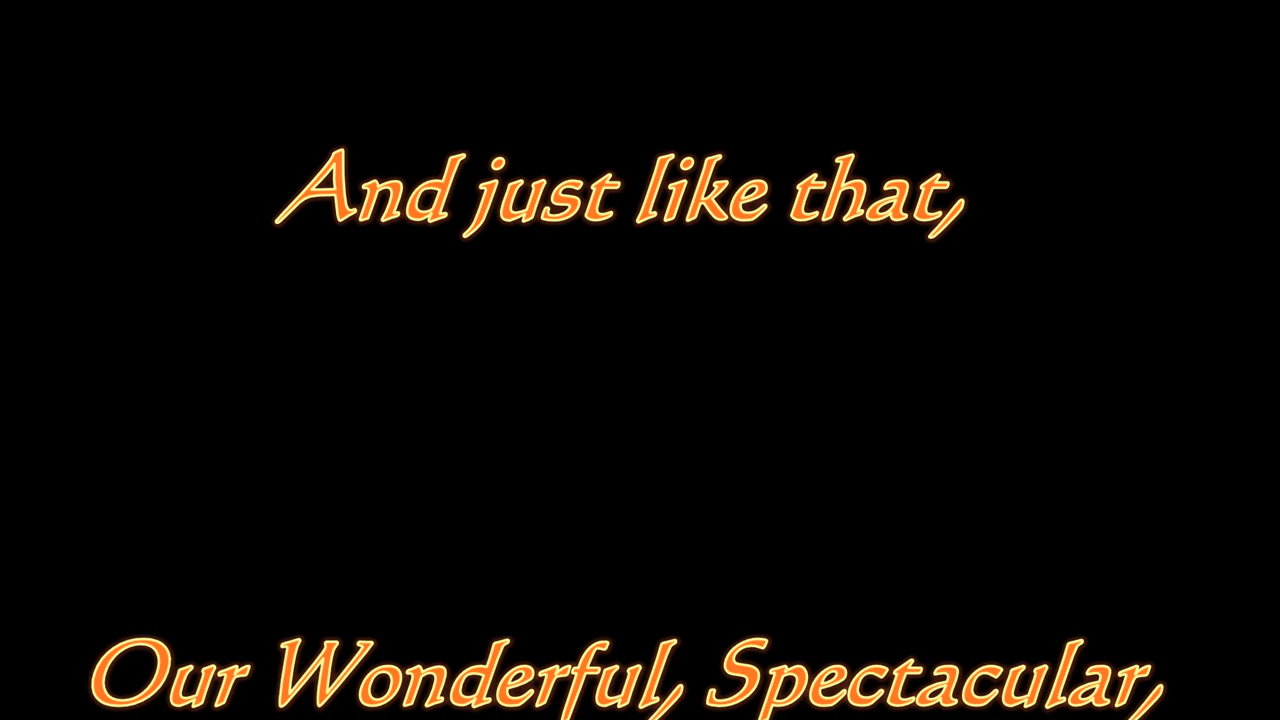 And just like that,
Our Wonderful, Spectacular,